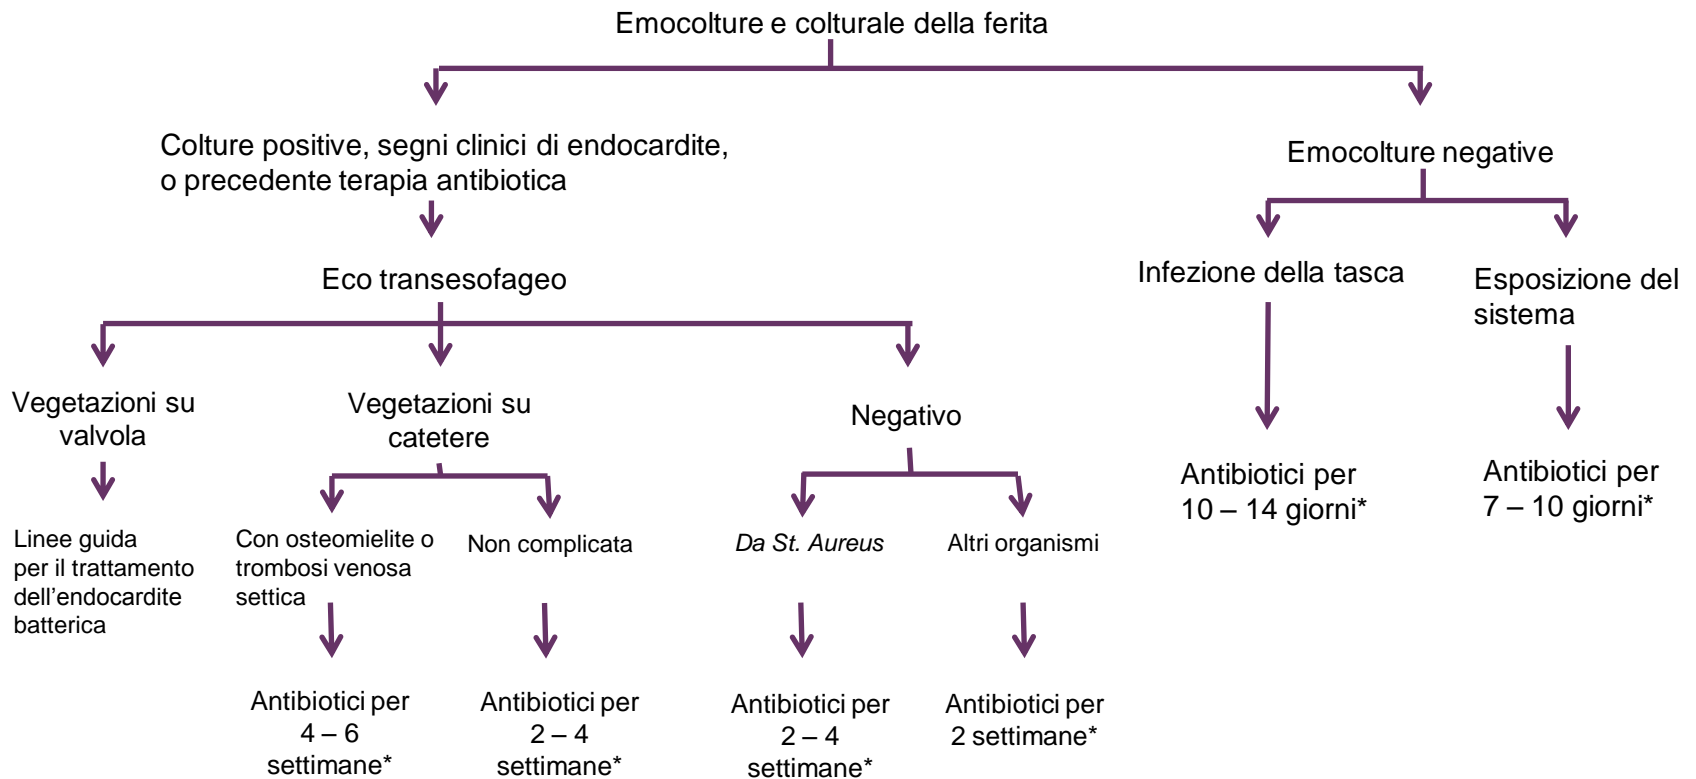 Emocolture e colturale della ferita
Colture positive, segni clinici di endocardite,
o precedente terapia antibiotica
Emocolture negative
Eco transesofageo
Infezione della tasca
Esposizione del
sistema
Vegetazioni su
valvola
Vegetazioni su
catetere
Negativo
Antibiotici per
10 – 14 giorni*
Antibiotici per
7 – 10 giorni*
Linee guida
per il trattamento
dell’endocardite
batterica
Con osteomielite o
trombosi venosa
settica
Non complicata
Da St. Aureus
Altri organismi
Antibiotici per
4 – 6
settimane*
Antibiotici per
2 – 4
settimane*
Antibiotici per
2 – 4
settimane*
Antibiotici per
2 settimane*